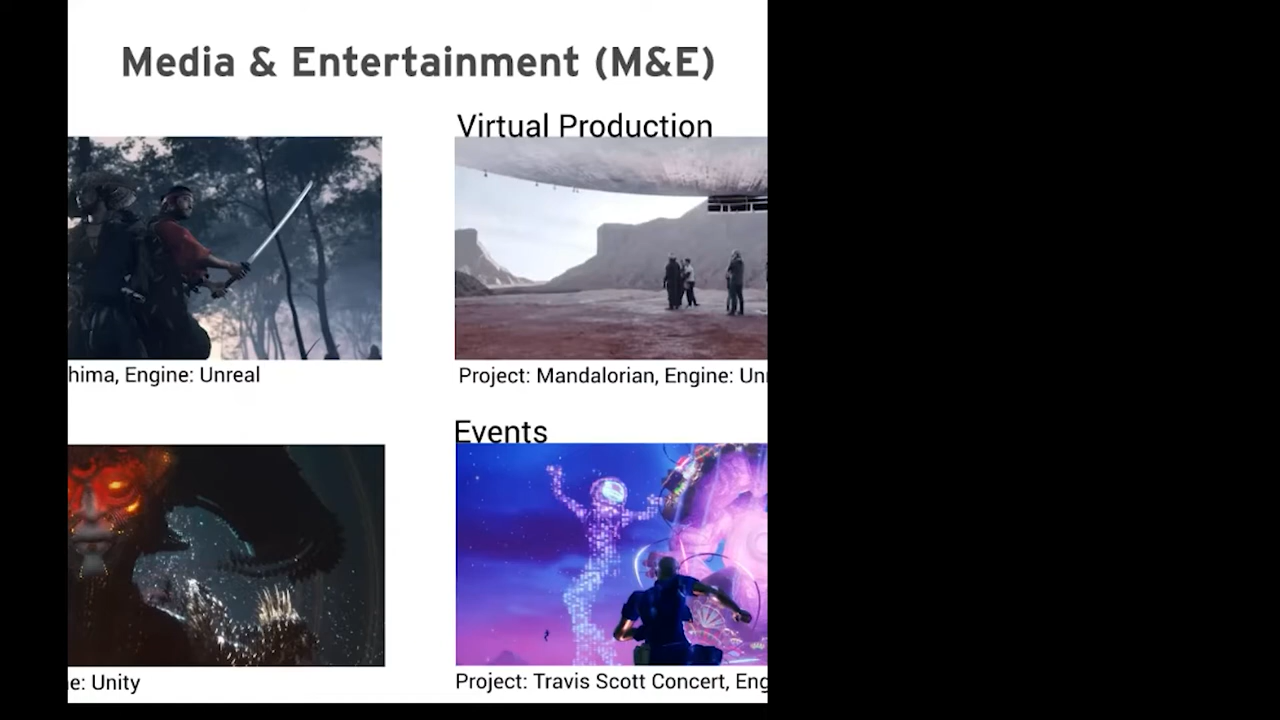 Media & Entertainment (M&E)
Virtual Production
hima, Engine: Unreal
Project: Mandalorian, Engine: Un
Events
e: Unity
Project: Travis Scott Concert, Eng